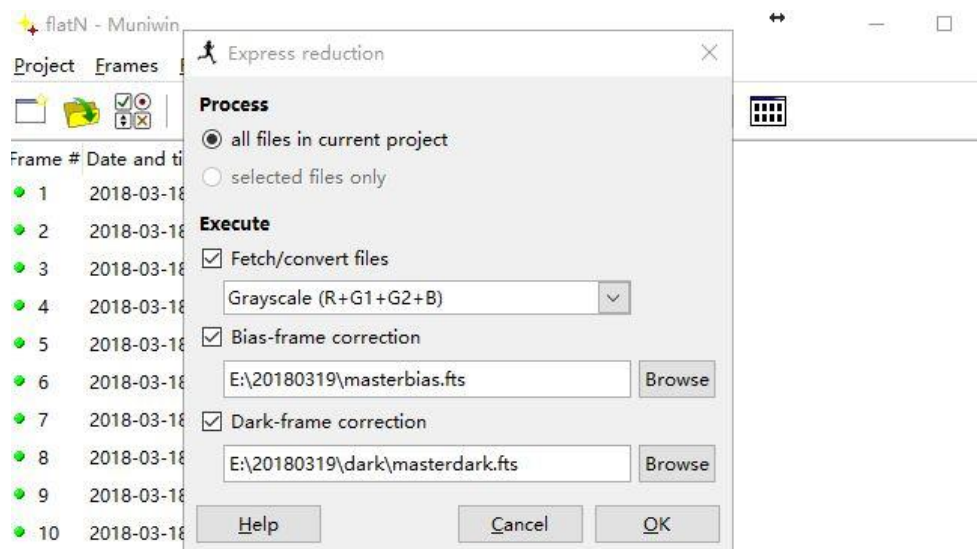 flatN - Muniwin
Project Frames
Express reduction
Process
all files in current project
selected files only
Execute
Fetch/convert files
Grayscale (R+G1+G2+B)
Bias-frame correction
E:\20180319\masterbias.fts Browse
Dark-frame correction
E:\20180319\dark\masterdark.fts Browse
Help Cancel OK
Frame # Date and ti
1 2018-03-18
2 2018-03-18
3 2018-03-18
4 2018-03-18
5 2018-03-18
6 2018-03-18
7 2018-03-18
8 2018-03-18
9 2018-03-18
10 2018-03-18